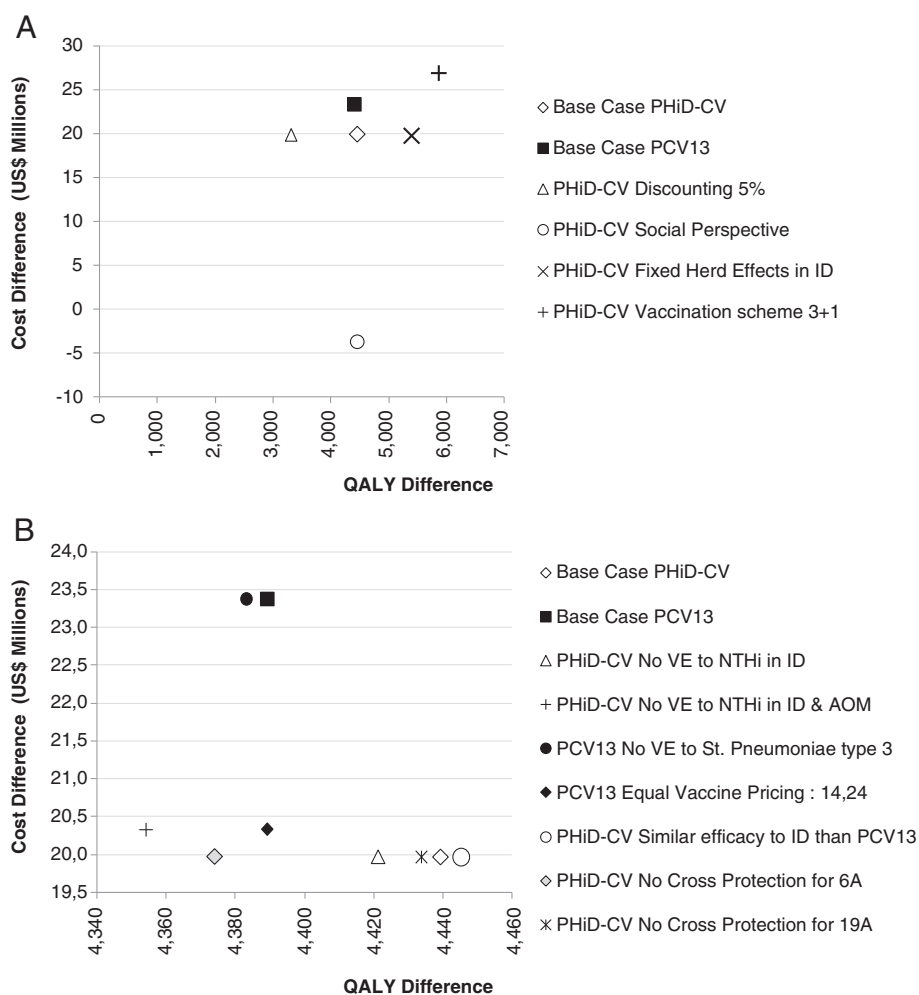 A
Cost Difference (US$ Millions)
30
25
20
15
10
5
0
-5
-10
0
1,000
2,000
3,000
4,000
5,000
6,000
7,000
QALY Difference
Base Case PHiD-CV
Base Case PCV13
PHiD-CV Discounting 5%
PHiD-CV Social Perspective
PHiD-CV Fixed Herd Effects in ID
PHiD-CV Vaccination scheme 3+1
B
Cost Difference (US$ Millions)
24,0
23,5
23,0
22,5
22,0
21,5
21,0
20,5
20,0
19,5
4,340
4,360
4,380
4,400
4,420
4,440
4,460
QALY Difference
Base Case PHiD-CV
Base Case PCV13
PHiD-CV No VE to NTHi in ID
PHiD-CV No VE to NTHi in ID & AOM
PCV13 No VE to St. Pneumoniae type 3
PCV13 Equal Vaccine Pricing : 14,24
PHiD-CV Similar efficacy to ID than PCV13
PHiD-CV No Cross Protection for 6A
PHiD-CV No Cross Protection for 19A